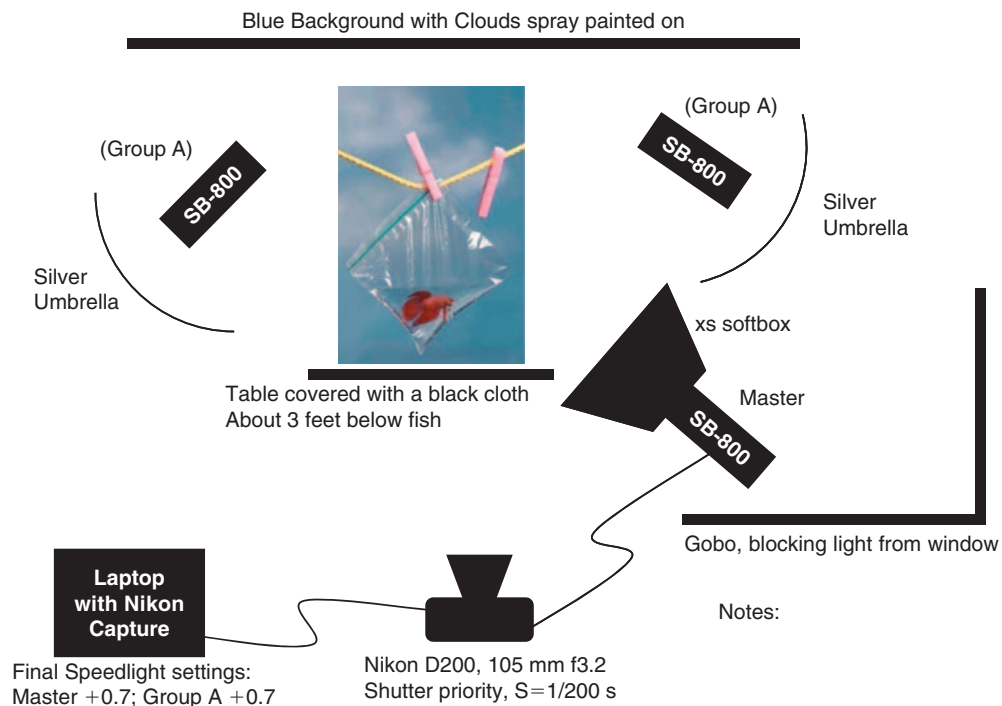 Blue Background with Clouds spray painted on
(Group A)
SB-800
(Group A)
SB-800
Silver
Umbrella
Silver
Umbrella
xs softbox
Table covered with a black cloth
About 3 feet below fish
Master
SB-800
Gobo, blocking light from window
Laptop
with Nikon
Capture
Notes:
Final Speedlight settings:
Master +0.7; Group A +0.7
Nikon D200, 105 mm f3.2
Shutter priority, S=1/200 s